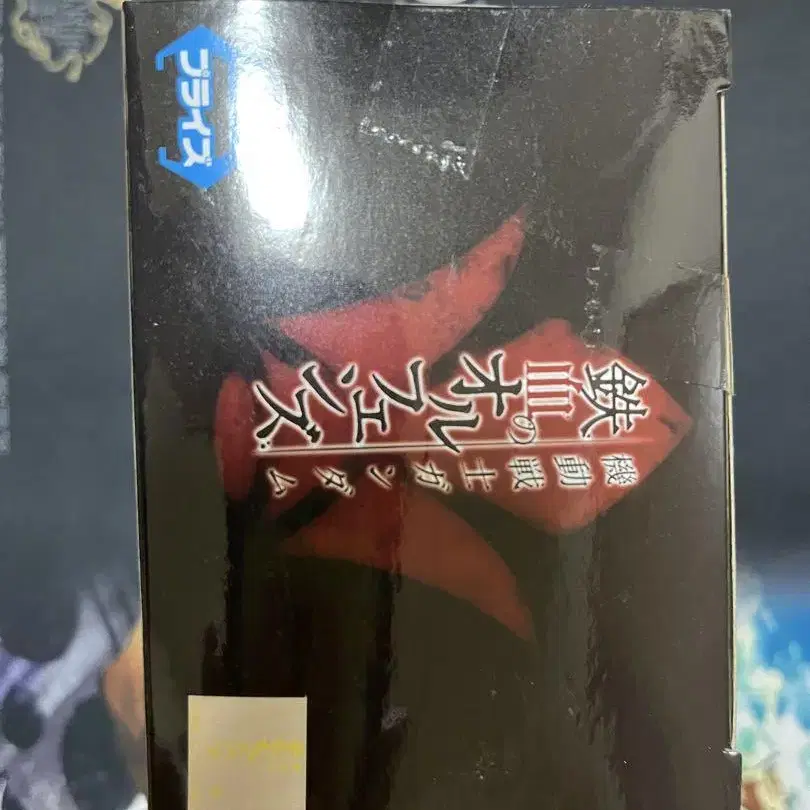 プライズ
機動戦士ガンダム
鉄血の
オルフェンズ